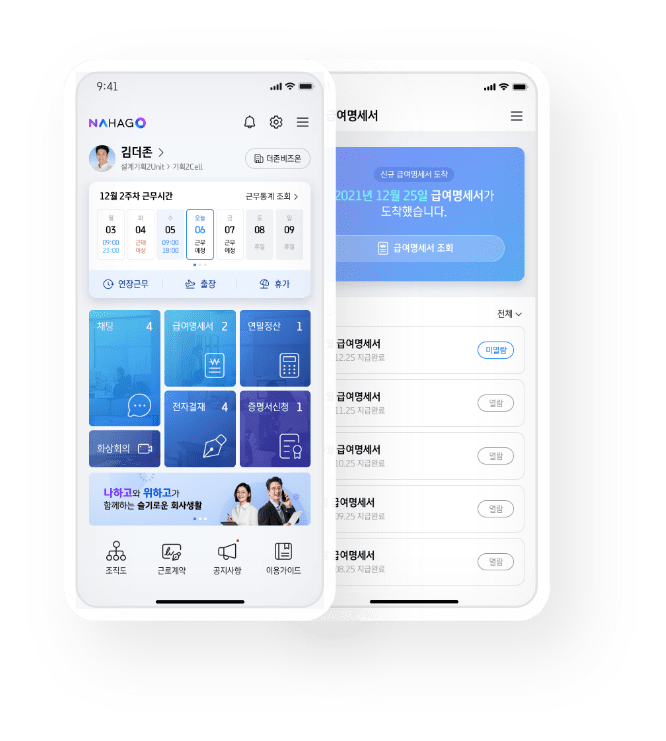 9:41
NAHAGO
김더존 >
설계기획2Unit > 기획2Cell
더존비즈온
12월 2주차 근무시간
근무통계 조회 >
월 화 수 오늘 금 토 일
03 04 05 06 07 08 09
09:00 근태 09:00 근무 근무 휴일 휴일
23:00 이상 18:00 예정 예정
연장근무 출장 휴가
채팅 4
급여명세서 2
연말정산 1
전자결재 4
증명서신청 1
화상회의
나하고와 위하고가
함께하는 슬기로운 회사생활
조직도 근로계약 공지사항 이용가이드
급여명세서
신규 급여명세서 도착
2021년 12월 25일 급여명세서가
도착했습니다.
급여명세서 조회
전체
월 급여명세서
12.25 지급완료
미열람
급여명세서
11.25 지급완료
열람
급여명세서
10.25 지급완료
열람
급여명세서
09.25 지급완료
열람
급여명세서
08.25 지급완료
열람